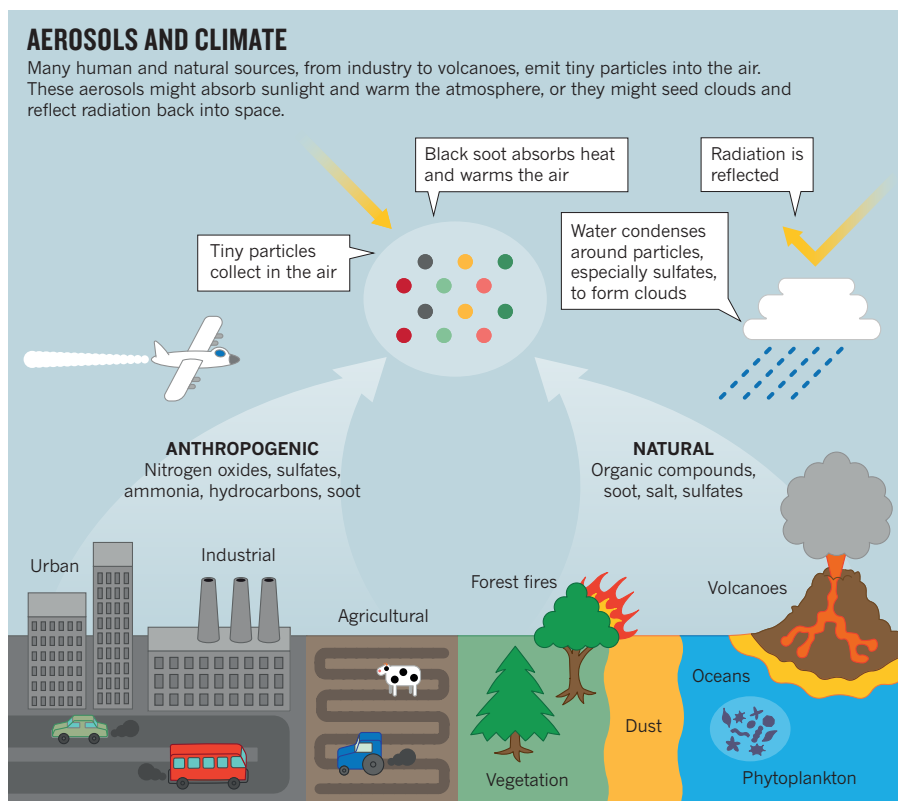 AEROSOLS AND CLIMATE
Many human and natural sources, from industry to volcanoes, emit tiny particles into the air.
These aerosols might absorb sunlight and warm the atmosphere, or they might seed clouds and
reflect radiation back into space.
Black soot absorbs heat
and warms the air
Radiation is
reflected
Tiny particles
collect in the air
Water condenses
around particles,
especially sulfates,
to form clouds
ANTHROPOGENIC
Nitrogen oxides, sulfates,
ammonia, hydrocarbons, soot
NATURAL
Organic compounds,
soot, salt, sulfates
Urban
Industrial
Agricultural
Forest fires
Volcanoes
Oceans
Dust
Vegetation
Phytoplankton